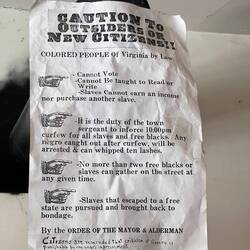 CAUTION TO
OUTSIDERS OR
NEW CITIZENS!!
COLORED PEOPLE OF Virginia by Law
- Cannot Vote
- Cannot Be taught to Read or
Write
-Slaves Cannot earn an income
nor purchase another slave.
-It is the duty of the town
sergeant to inforce 10:00pm
curfew for all slaves and free blacks. Any
negro caught out after curfew, will be
arrested & can whipped ten lashes.
-No more than two free blacks or
slaves can gather on the street at
any given time.
-Slaves that escaped to a free
state are pursued and brought back to
bondage.
By the ORDER OF THE MAYOR & ALDERMAN
Citizens are reminded that